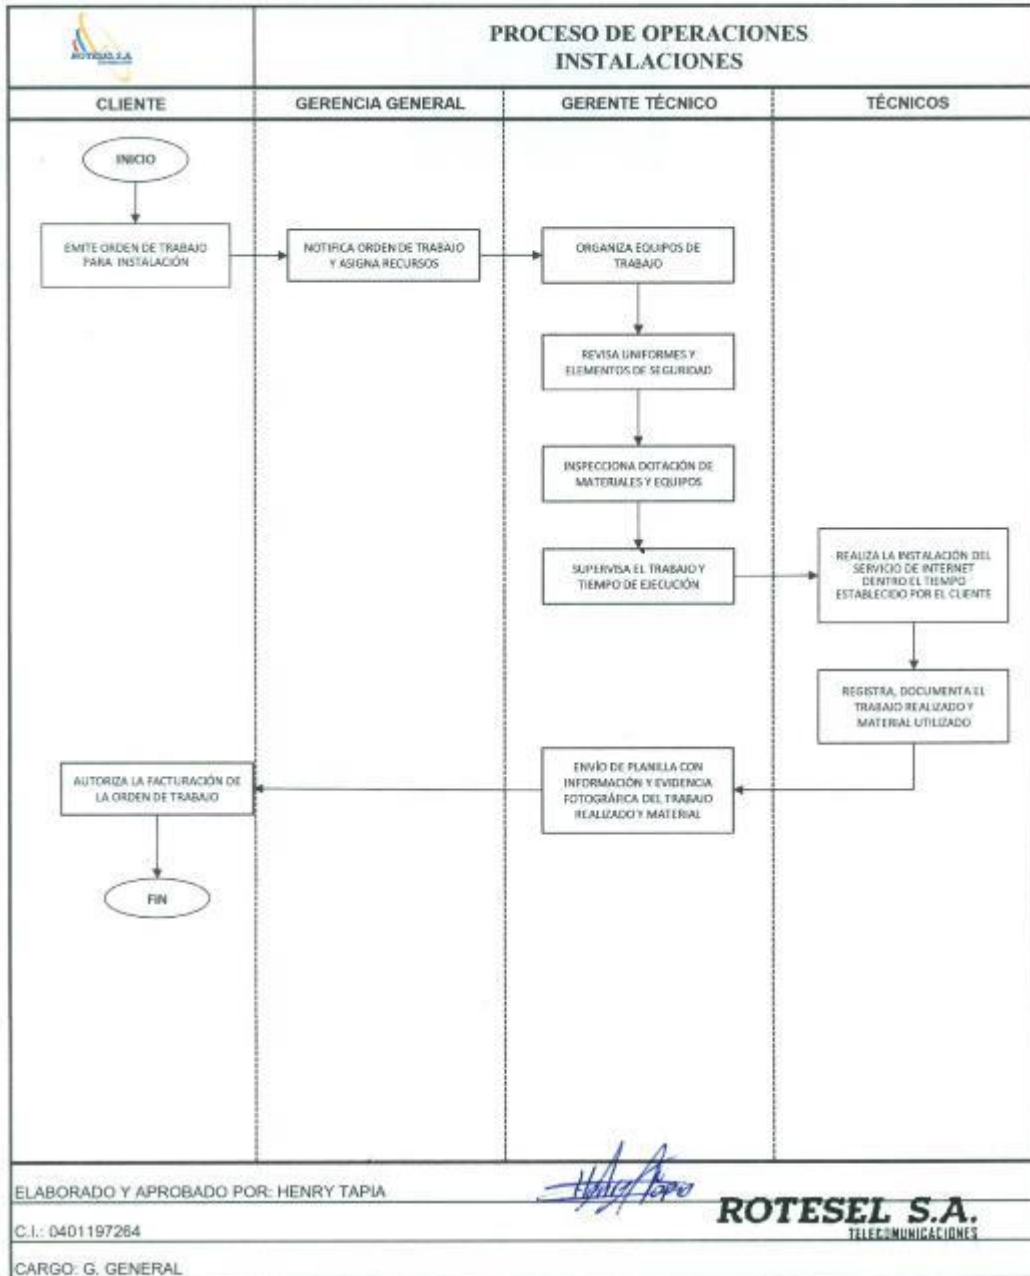 ROTESEL S.A.
PROCESO DE OPERACIONES
INSTALACIONES
CLIENTE
GERENCIA GENERAL
GERENTE TÉCNICO
TÉCNICOS
INICIO
EMITE ORDEN DE TRABAJO
PARA INSTALACIÓN
NOTIFICA ORDEN DE TRABAJO
Y ASIGNA RECURSOS
ORGANIZA EQUIPOS DE
TRABAJO
REVISA UNIFORMES Y
ELEMENTOS DE SEGURIDAD
INSPECCIONA DOTACIÓN DE
MATERIALES Y EQUIPOS
SUPERVISA EL TRABAJO Y
TIEMPO DE EJECUCIÓN
REALIZA LA INSTALACIÓN DEL
SERVICIO DE INTERNET
DENTRO EL TIEMPO
ESTABLECIDO POR EL CLIENTE
REGISTRA, DOCUMENTA EL
TRABAJO REALIZADO Y
MATERIAL UTILIZADO
ENVÍO DE PLANILLA CON
INFORMACIÓN Y EVIDENCIA
FOTOGRÁFICA DEL TRABAJO
REALIZADO Y MATERIAL
AUTORIZA LA FACTURACIÓN DE
LA ORDEN DE TRABAJO
FIN
ELABORADO Y APROBADO POR: HENRY TAPIA
C.I.: 0401197264
ROTESEL S.A.
TELECOMUNICACIONES
CARGO: G. GENERAL